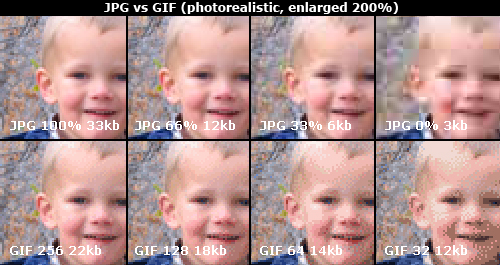 JPG vs GIF (photorealistic, enlarged 200%)
JPG 100% 33kb
JPG 66% 12kb
JPG 33% 6kb
JPG 0% 3kb
GIF 256 22kb
GIF 128 18kb
GIF 64 14kb
GIF 32 12kb